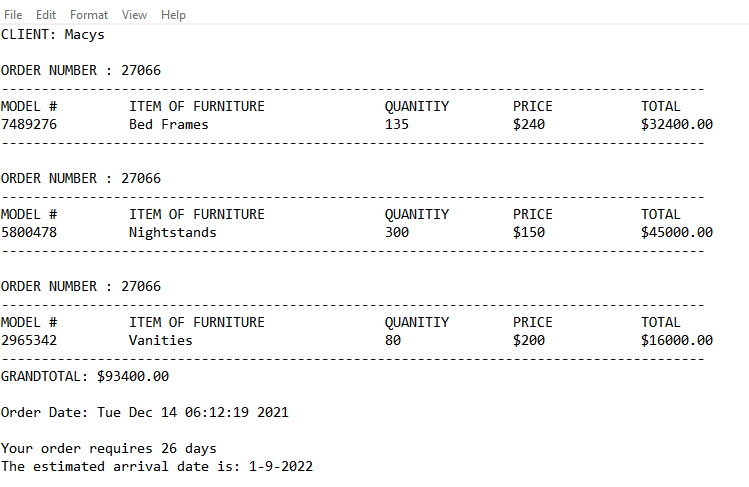 File Edit Format View Help
CLIENT: Macys
ORDER NUMBER : 27066
----------------------------------------------------------------------------------------
MODEL # ITEM OF FURNITURE QUANITIY PRICE TOTAL
7489276 Bed Frames 135 $240 $32400.00
----------------------------------------------------------------------------------------
ORDER NUMBER : 27066
----------------------------------------------------------------------------------------
MODEL # ITEM OF FURNITURE QUANITIY PRICE TOTAL
5800478 Nightstands 300 $150 $45000.00
----------------------------------------------------------------------------------------
ORDER NUMBER : 27066
----------------------------------------------------------------------------------------
MODEL # ITEM OF FURNITURE QUANITIY PRICE TOTAL
2965342 Vanities 80 $200 $16000.00
----------------------------------------------------------------------------------------
GRANDTOTAL: $93400.00
Order Date: Tue Dec 14 06:12:19 2021
Your order requires 26 days
The estimated arrival date is: 1-9-2022